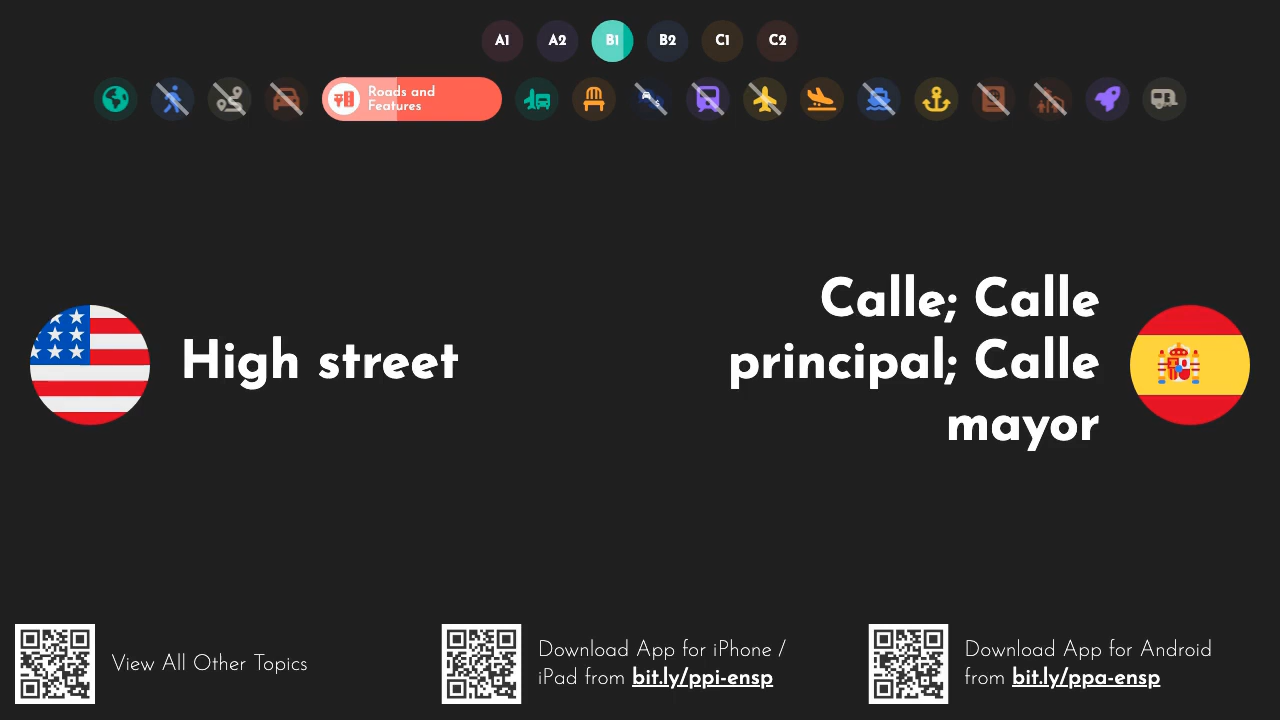 A1
A2
B1
B2
C1
C2
Roads and
Features
High street
Calle; Calle
principal; Calle
mayor
View All Other Topics
Download App for iPhone /
iPad from bit.ly/ppi-ensp
Download App for Android
from bit.ly/ppa-ensp